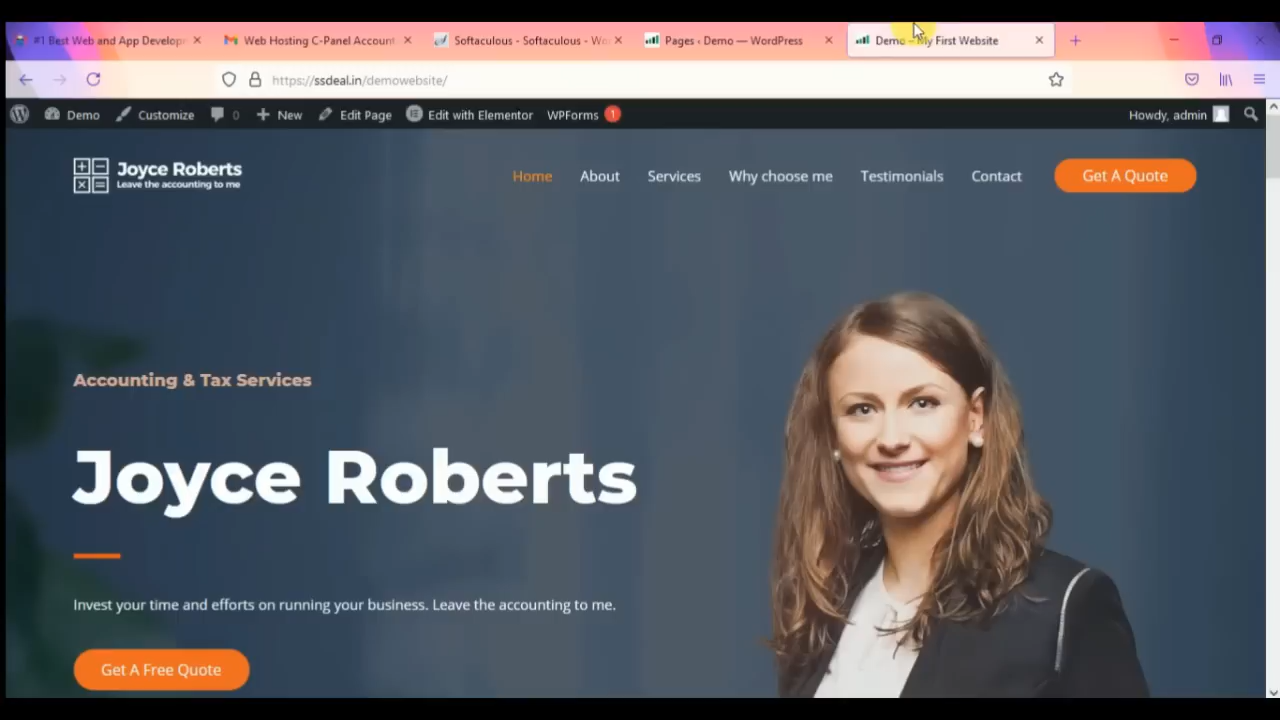 #1 Best Web and App Develop
Web Hosting C-Panel Account
Softaculous - Softaculous - Wo
Pages ‹ Demo — WordPress
Demo – My First Website
https://ssdeal.in/demowebsite/
Demo
Customize
0
New
Edit Page
Edit with Elementor
WPForms 1
Howdy, admin
Joyce Roberts
Leave the accounting to me
Home
About
Services
Why choose me
Testimonials
Contact
Get A Quote
Accounting & Tax Services
Joyce Roberts
Invest your time and efforts on running your business. Leave the accounting to me.
Get A Free Quote